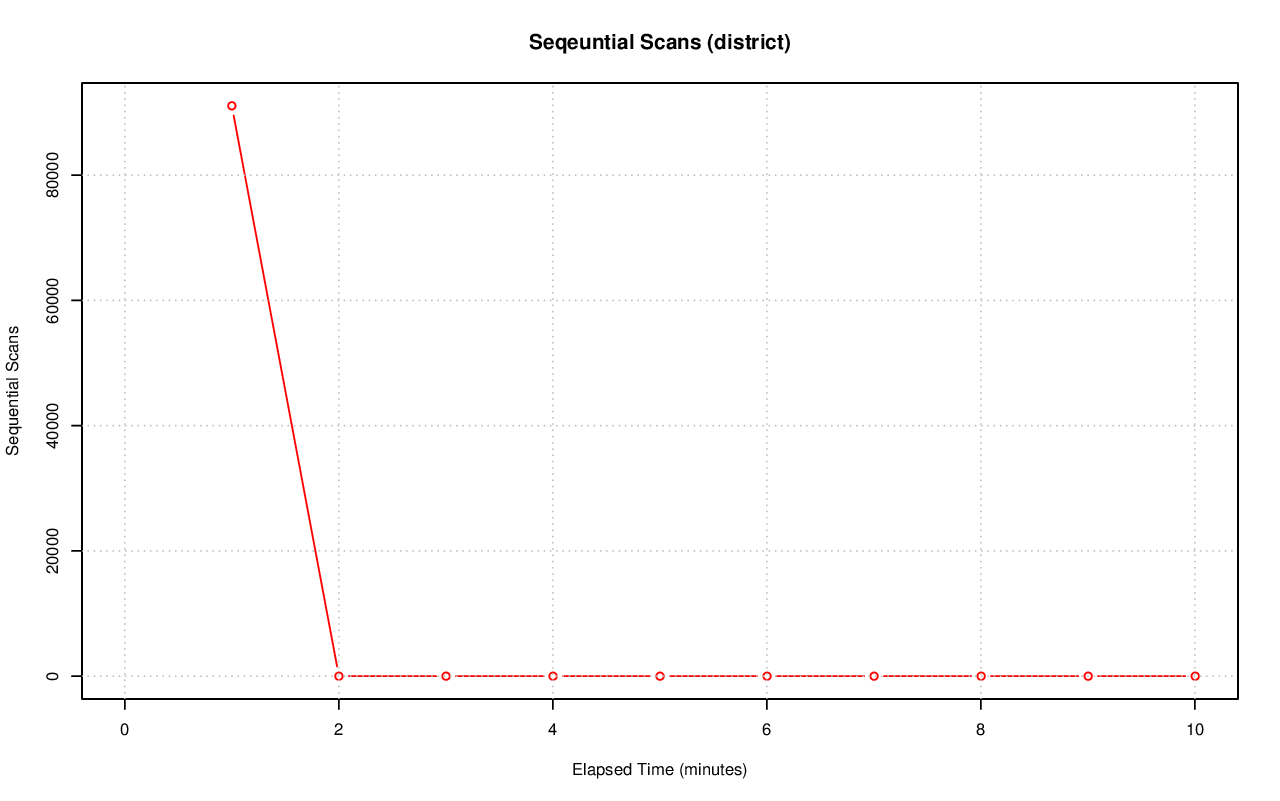 Seqeuntial Scans (district)
Sequential Scans
80000
60000
40000
20000
0
0 2 4 6 8 10
Elapsed Time (minutes)